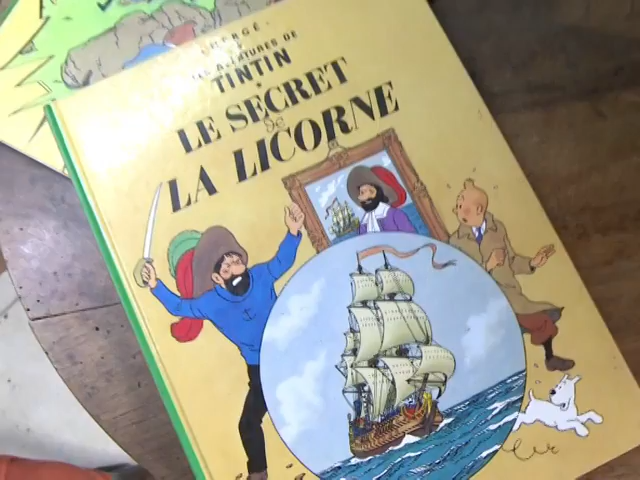 HERGÉ
LES AVENTURES DE
TINTIN
LE SECRET
de
LA LICORNE